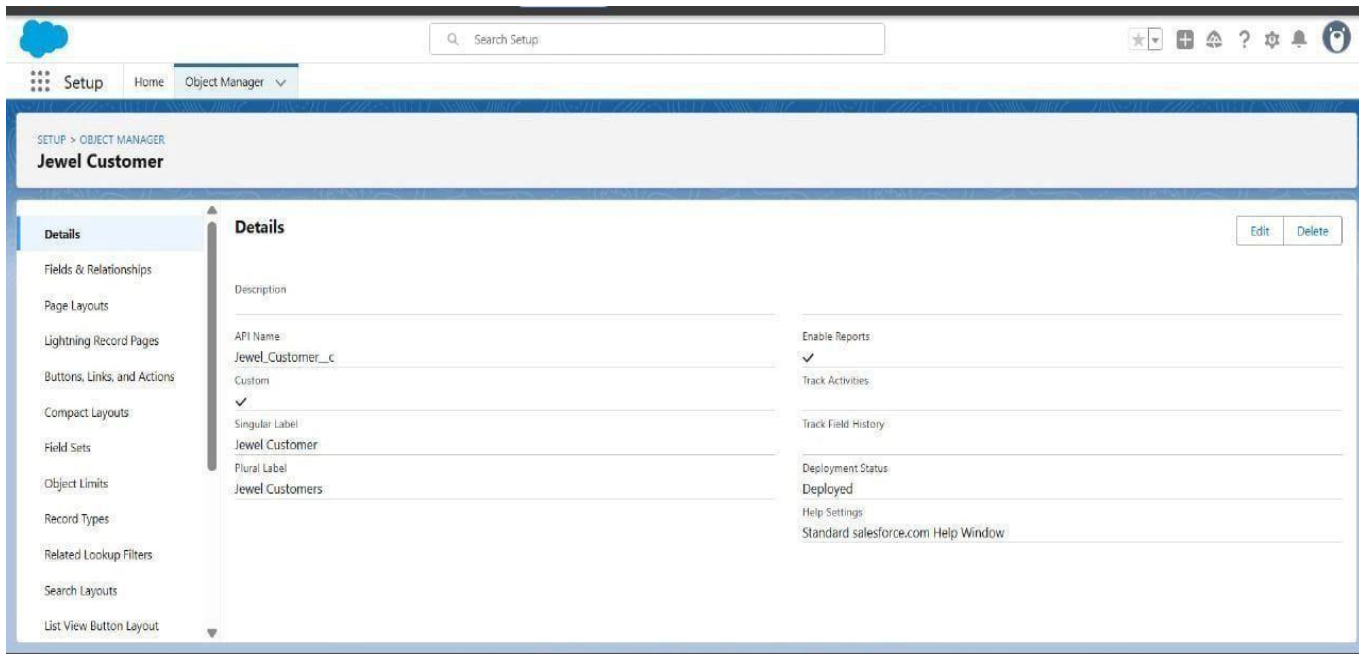 Search Setup
Setup
Home
Object Manager
SETUP > OBJECT MANAGER
Jewel Customer
Details
Fields & Relationships
Page Layouts
Lightning Record Pages
Buttons, Links, and Actions
Compact Layouts
Field Sets
Object Limits
Record Types
Related Lookup Filters
Search Layouts
List View Button Layout
Details
Edit
Delete
Description
API Name
Jewel_Customer__c
Custom
Singular Label
Jewel Customer
Plural Label
Jewel Customers
Enable Reports
Track Activities
Track Field History
Deployment Status
Deployed
Help Settings
Standard salesforce.com Help Window